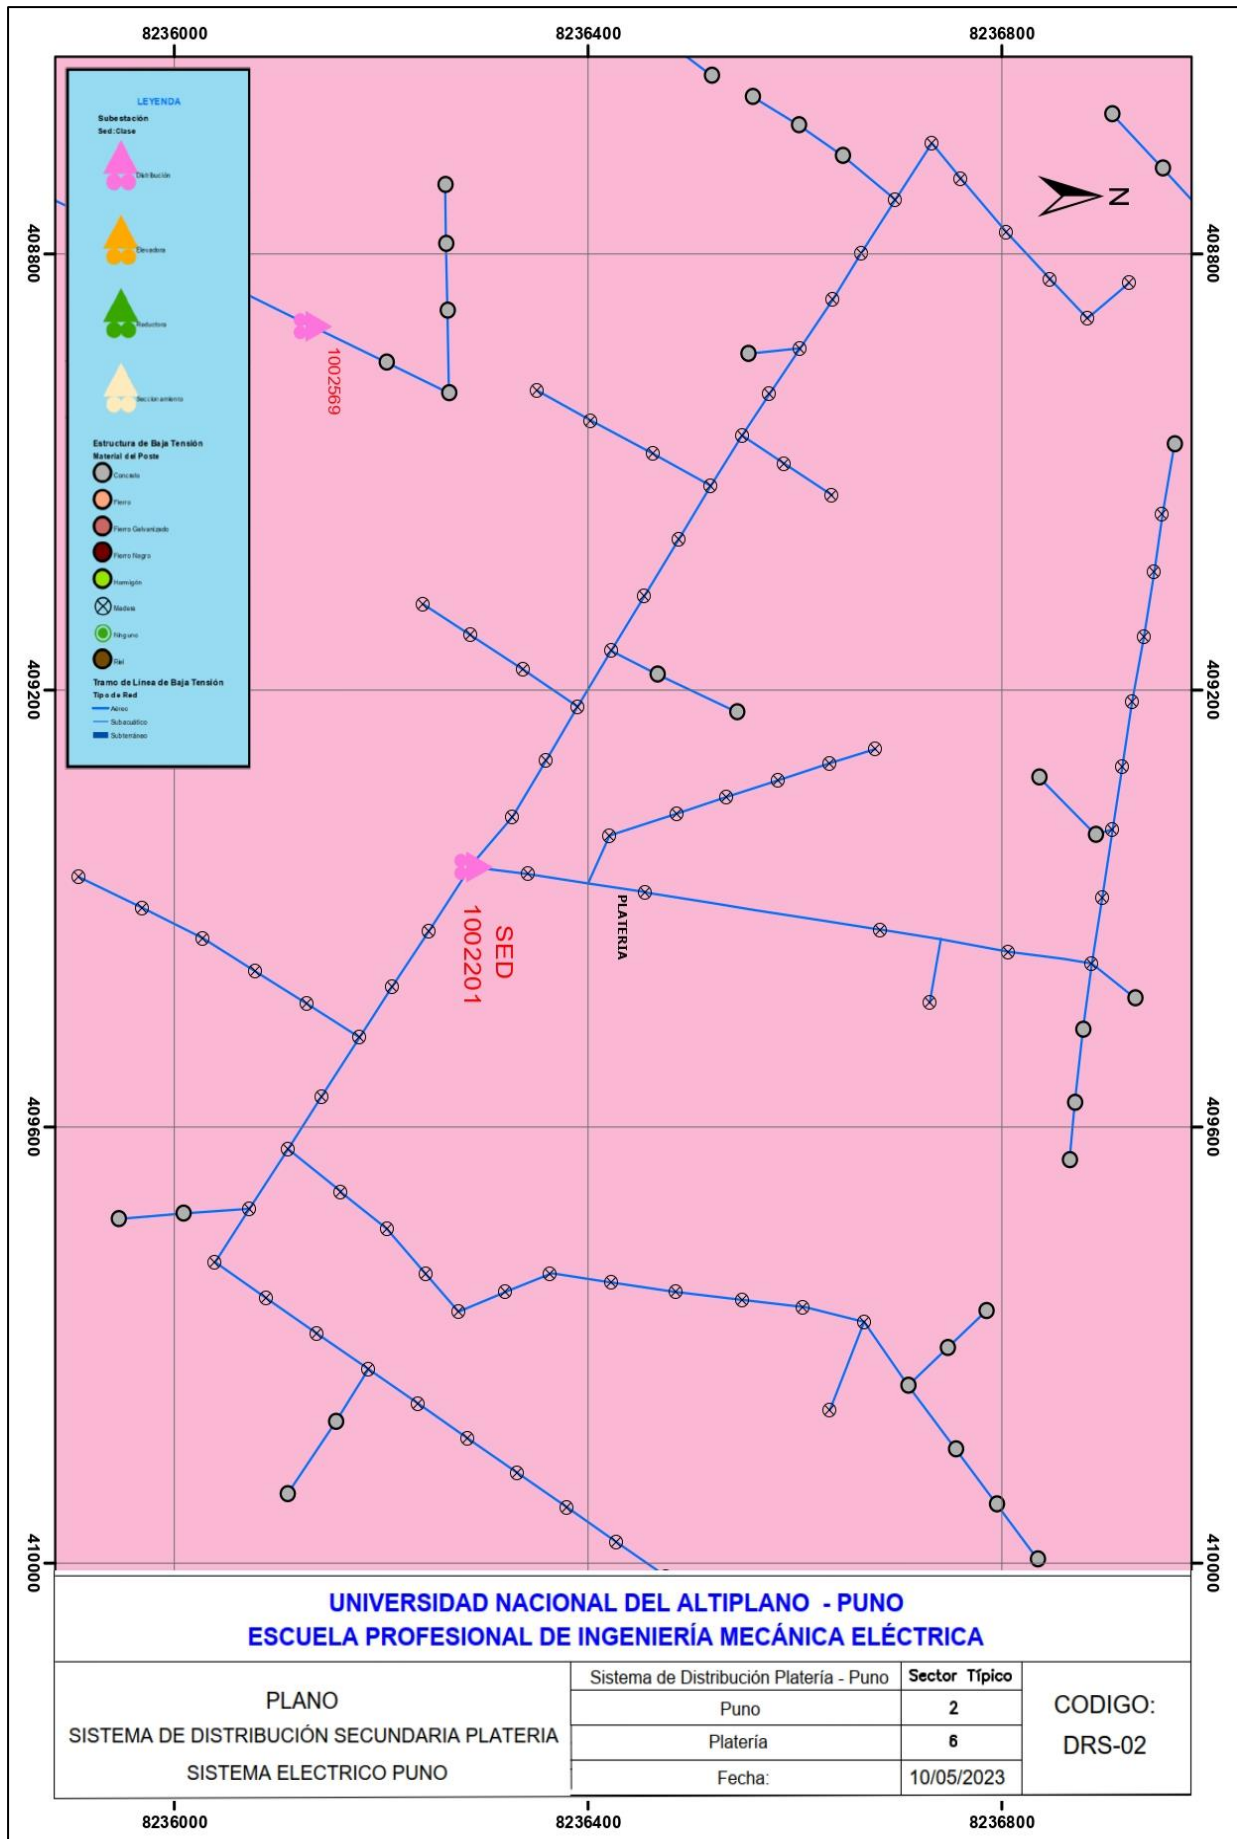 8236000 8236400 8236800
LEYENDA
Subestación
Sed:Clase
Distribución
Elevadora
Reductora
Seccionamiento
Estructura de Baja Tensión
Material del Poste
Concreto
Fierro
Fierro Galvanizado
Fierro Negro
Hormigón
Madera
Ninguno
Riel
Tramo de Línea de Baja Tensión
Tipo de Red
Aéreo
Subacuático
Subterráneo
N
408800 408800
1002569
409200 409200
PLATERIA
SED
1002201
409600 409600
410000 410000
UNIVERSIDAD NACIONAL DEL ALTIPLANO - PUNO
ESCUELA PROFESIONAL DE INGENIERÍA MECÁNICA ELÉCTRICA
PLANO
SISTEMA DE DISTRIBUCIÓN SECUNDARIA PLATERIA
SISTEMA ELECTRICO PUNO
Sistema de Distribución Platería - Puno Sector Típico
Puno 2
Platería 6
Fecha: 10/05/2023
CODIGO:
DRS-02
8236000 8236400 8236800